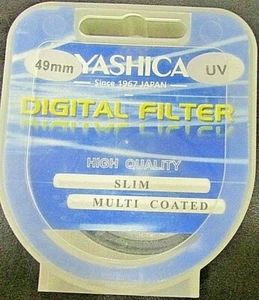 49mm YASHICA UV
Since 1967 JAPAN
DIGITAL FILTER
HIGH QUALITY
SLIM
MULTI COATED